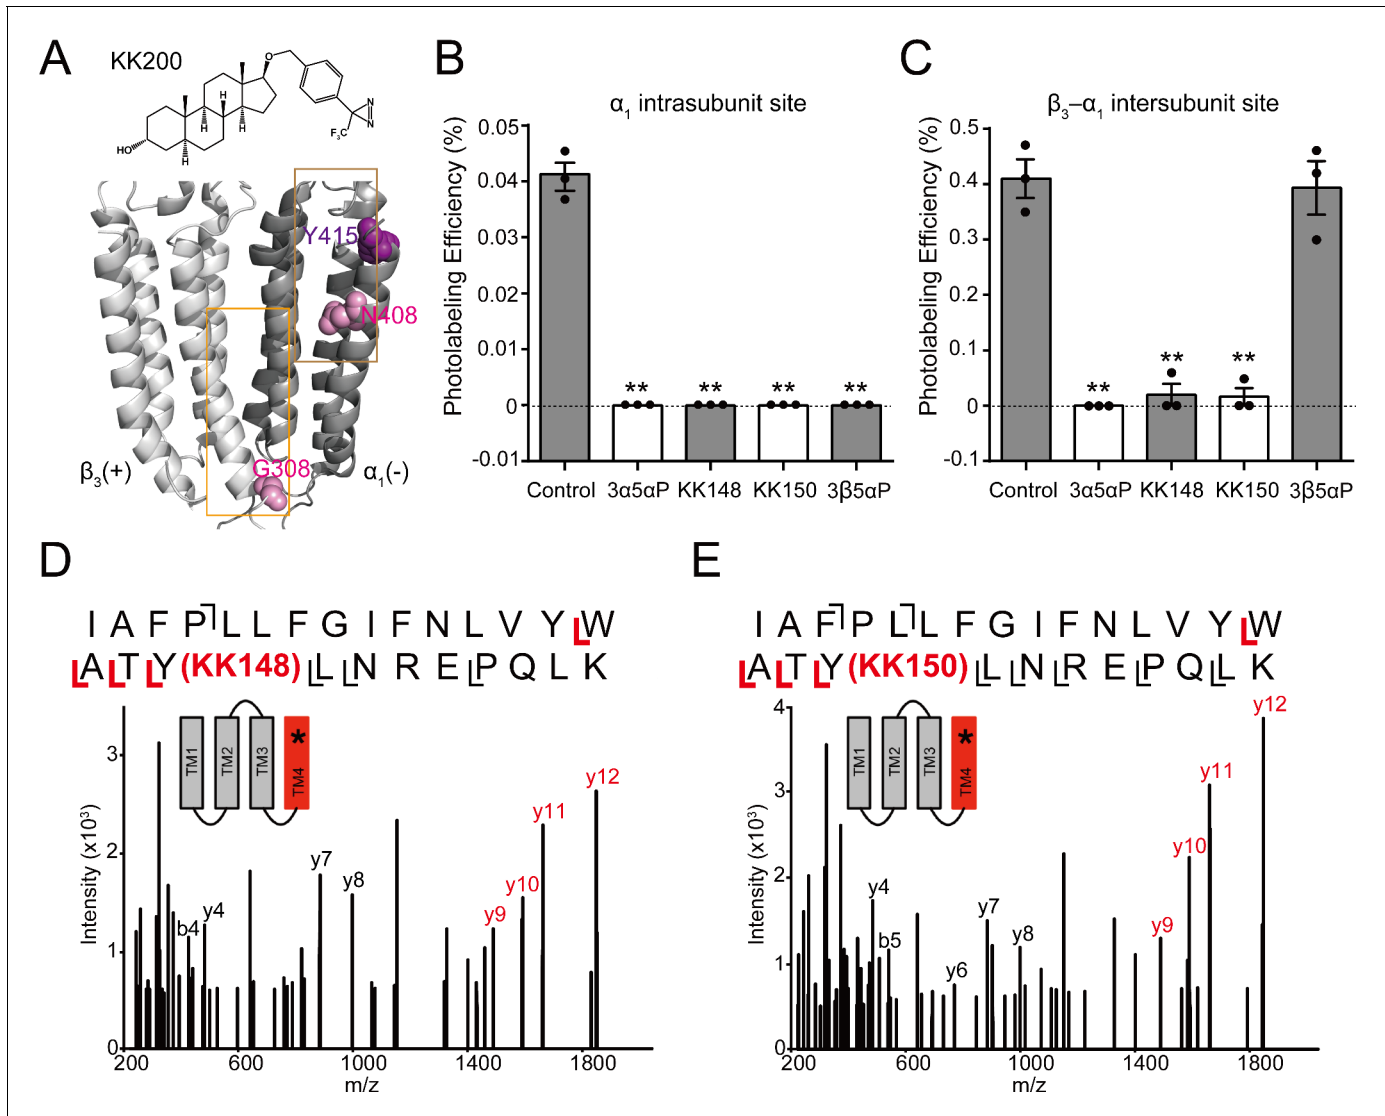 A
KK200
O
N
N
F₃C
HO
H
H
H
H
Y415
N408
G308
β₃(+)
α₁(-)
B
α₁ intrasubunit site
Photolabeling Efficiency (%)
0.05
0.04
0.03
0.02
0.01
0
-0.01
** ** ** **
Control 3α5αP KK148 KK150 3β5αP
C
β₃–α₁ intersubunit site
Photolabeling Efficiency (%)
0.5
0.4
0.3
0.2
0.1
0
-0.1
** ** **
Control 3α5αP KK148 KK150 3β5αP
D
I A F P L L F G I F N L V Y W
A T Y (KK148) L N R E P Q L K
TM1 TM2 TM3 TM4
*
Intensity (x10³)
3
2
1
0
b4 y4 y7 y8 y9 y10 y11 y12
200 600 1000 1400 1800
m/z
E
I A F P L L F G I F N L V Y W
A T Y (KK150) L N R E P Q L K
TM1 TM2 TM3 TM4
*
Intensity (x10³)
4
3
2
1
0
y4 b5 y6 y7 y8 y9 y10 y11 y12
200 600 1000 1400 1800
m/z